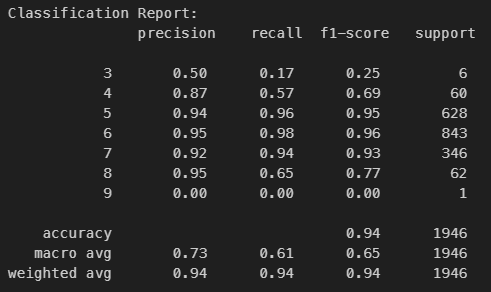 Classification Report:
precision recall f1-score support
3 0.50 0.17 0.25 6
4 0.87 0.57 0.69 60
5 0.94 0.96 0.95 628
6 0.95 0.98 0.96 843
7 0.92 0.94 0.93 346
8 0.95 0.65 0.77 62
9 0.00 0.00 0.00 1
accuracy 0.94 1946
macro avg 0.73 0.61 0.65 1946
weighted avg 0.94 0.94 0.94 1946